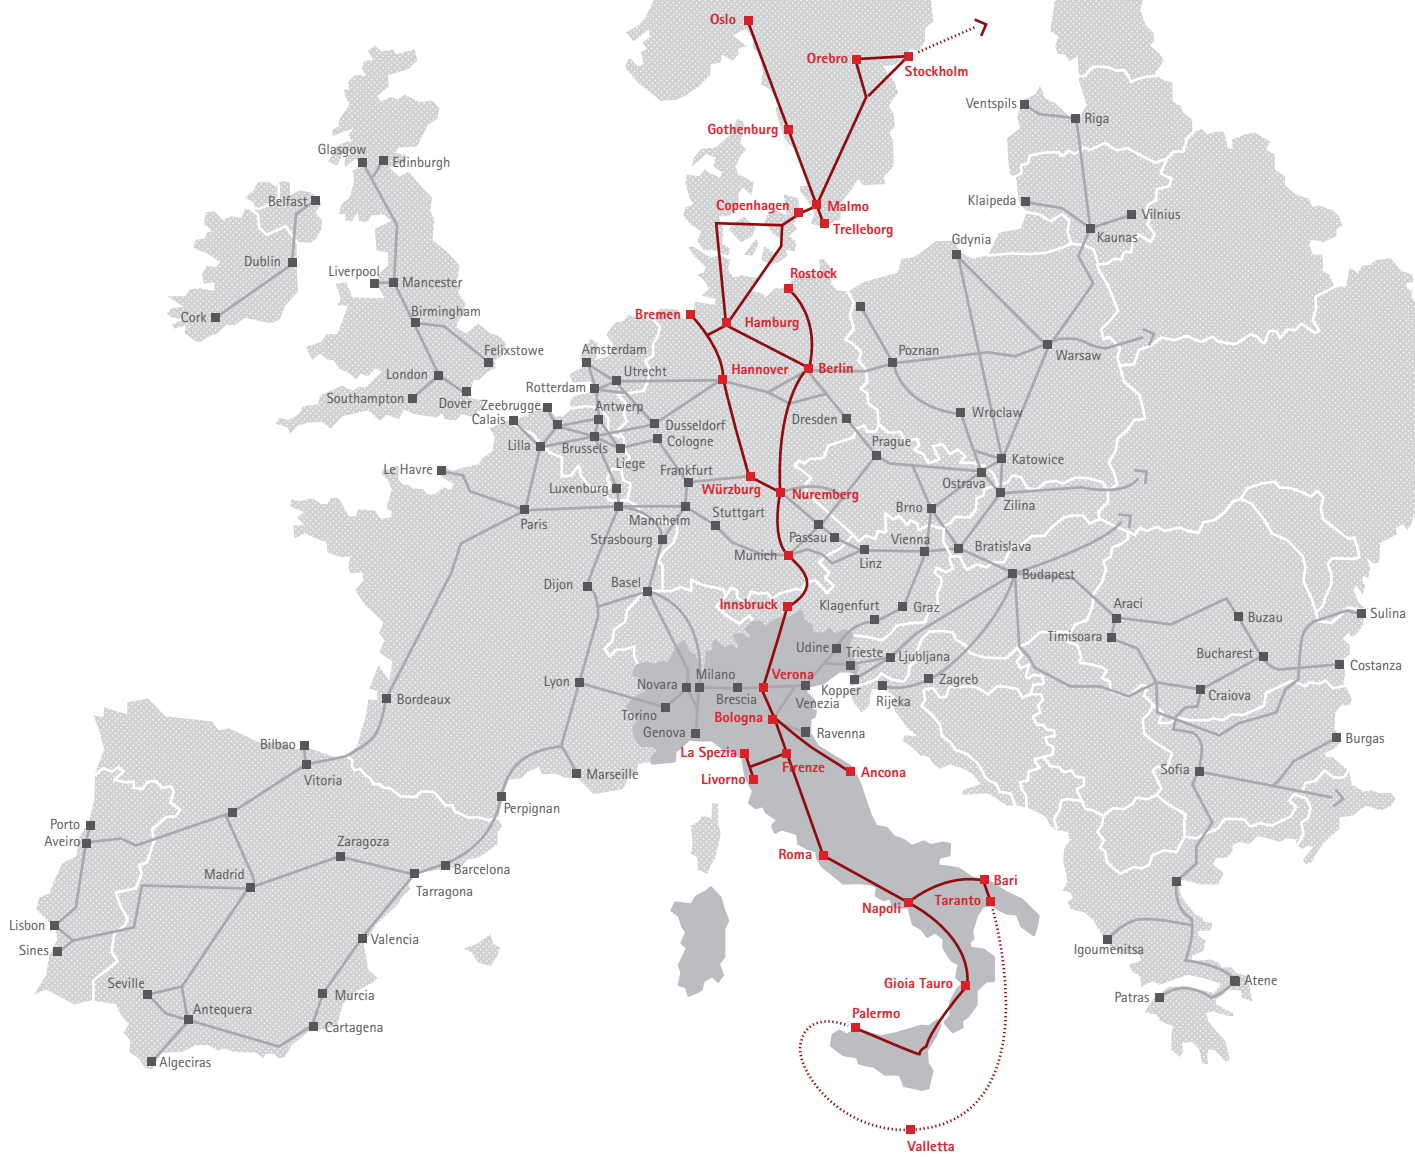 Oslo
Orebro
Stockholm
Ventspils
Riga
Gothenburg
Glasgow
Edinburgh
Belfast
Klaipeda
Vilnius
Copenhagen
Malmo
Trelleborg
Kaunas
Gdynia
Dublin
Liverpool
Mancester
Rostock
Cork
Birmingham
Bremen
Hamburg
Felixstowe
Amsterdam
Poznan
Warsaw
London
Utrecht
Hannover
Berlin
Rotterdam
Southampton
Dover
Zeebrugge
Antwerp
Calais
Wroclaw
Dresden
Dusseldorf
Lilla
Brussels
Cologne
Prague
Liege
Katowice
Le Havre
Frankfurt
Ostrava
Luxenburg
Würzburg
Nuremberg
Zilina
Brno
Paris
Mannheim
Stuttgart
Strasbourg
Passau
Vienna
Bratislava
Munich
Linz
Dijon
Basel
Budapest
Innsbruck
Klagenfurt
Graz
Araci
Buzau
Sulina
Timisoara
Udine
Trieste
Ljubljana
Bucharest
Costanza
Lyon
Novara
Milano
Verona
Kopper
Zagreb
Bordeaux
Brescia
Venezia
Rijeka
Craiova
Torino
Bologna
Genova
Ravenna
Burgas
Bilbao
La Spezia
Firenze
Ancona
Sofia
Vitoria
Marseille
Livorno
Perpignan
Porto
Aveiro
Zaragoza
Roma
Madrid
Barcelona
Tarragona
Bari
Napoli
Taranto
Lisbon
Valencia
Sines
Igoumenitsa
Seville
Gioia Tauro
Atene
Murcia
Patras
Antequera
Palermo
Cartagena
Algeciras
Valletta